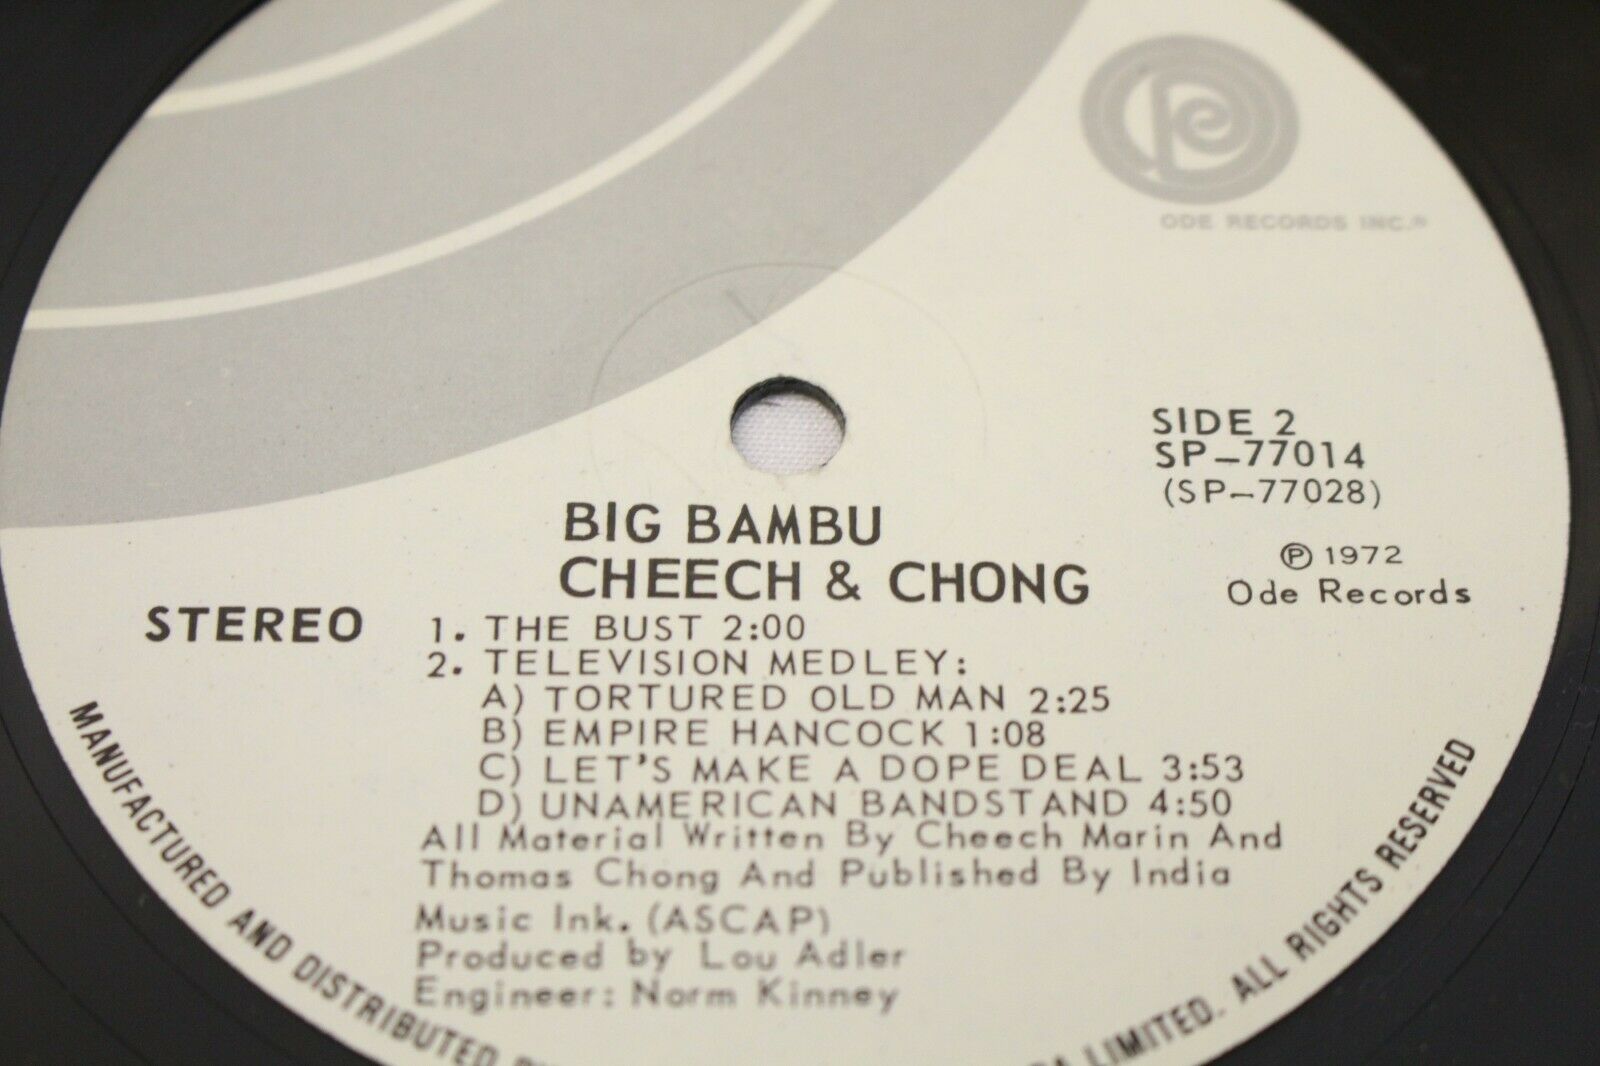 ODE RECORDS INC.®
SIDE 2
SP-77014
(SP-77028)
℗ 1972
Ode Records
BIG BAMBU
CHEECH & CHONG
STEREO
1. THE BUST 2:00
2. TELEVISION MEDLEY:
A) TORTURED OLD MAN 2:25
B) EMPIRE HANCOCK 1:08
C) LET'S MAKE A DOPE DEAL 3:53
D) UNAMERICAN BANDSTAND 4:50
All Material Written By Cheech Marin And
Thomas Chong And Published By India
Music Ink. (ASCAP)
Produced by Lou Adler
Engineer: Norm Kinney
MANUFACTURED AND DISTRIBUTED LIMITED. ALL RIGHTS RESERVED